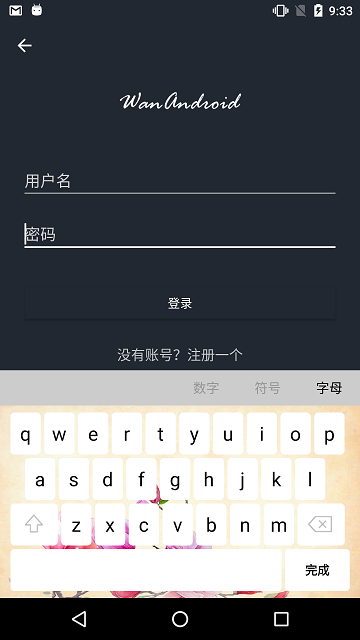 9:33
WanAndroid
用户名
密码
登录
没有账号？注册一个
数字 符号 字母
q w e r t y u i o p
a s d f g h j k l
z x c v b n m
完成